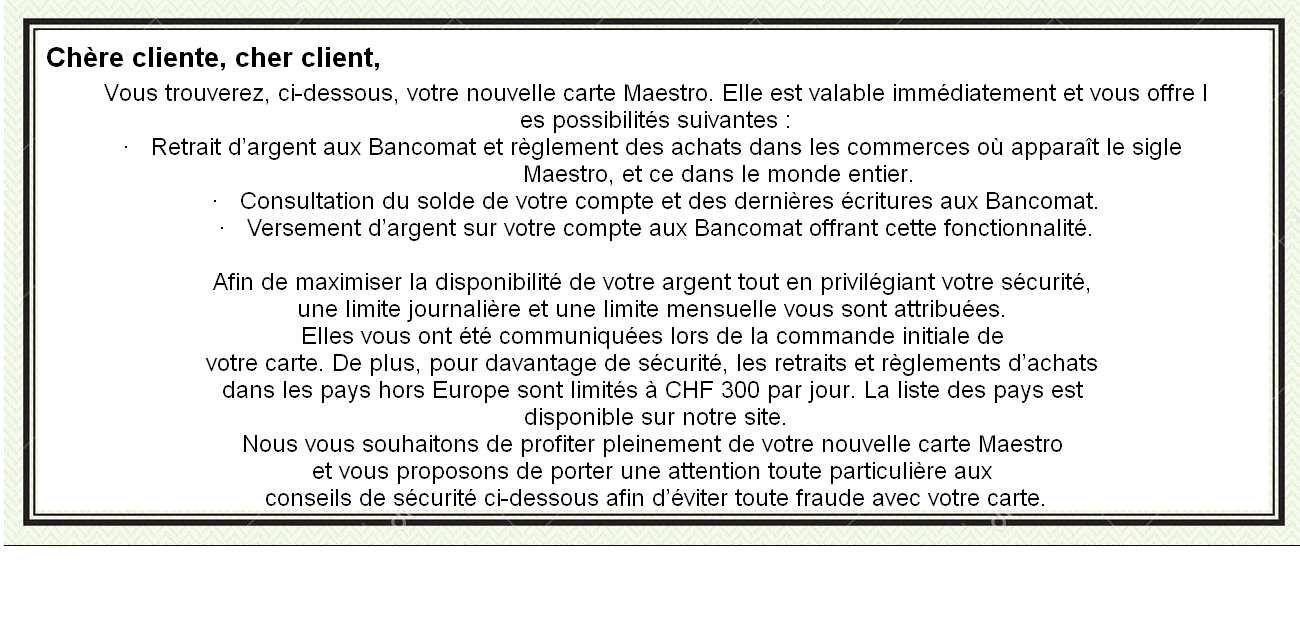 Chère cliente, cher client,
Vous trouverez, ci-dessous, votre nouvelle carte Maestro. Elle est valable immédiatement et vous offre l
es possibilités suivantes :
· Retrait d’argent aux Bancomat et règlement des achats dans les commerces où apparaît le sigle
Maestro, et ce dans le monde entier.
· Consultation du solde de votre compte et des dernières écritures aux Bancomat.
· Versement d’argent sur votre compte aux Bancomat offrant cette fonctionnalité.
Afin de maximiser la disponibilité de votre argent tout en privilégiant votre sécurité,
une limite journalière et une limite mensuelle vous sont attribuées.
Elles vous ont été communiquées lors de la commande initiale de
votre carte. De plus, pour davantage de sécurité, les retraits et règlements d’achats
dans les pays hors Europe sont limités à CHF 300 par jour. La liste des pays est
disponible sur notre site.
Nous vous souhaitons de profiter pleinement de votre nouvelle carte Maestro
et vous proposons de porter une attention toute particulière aux
conseils de sécurité ci-dessous afin d’éviter toute fraude avec votre carte.